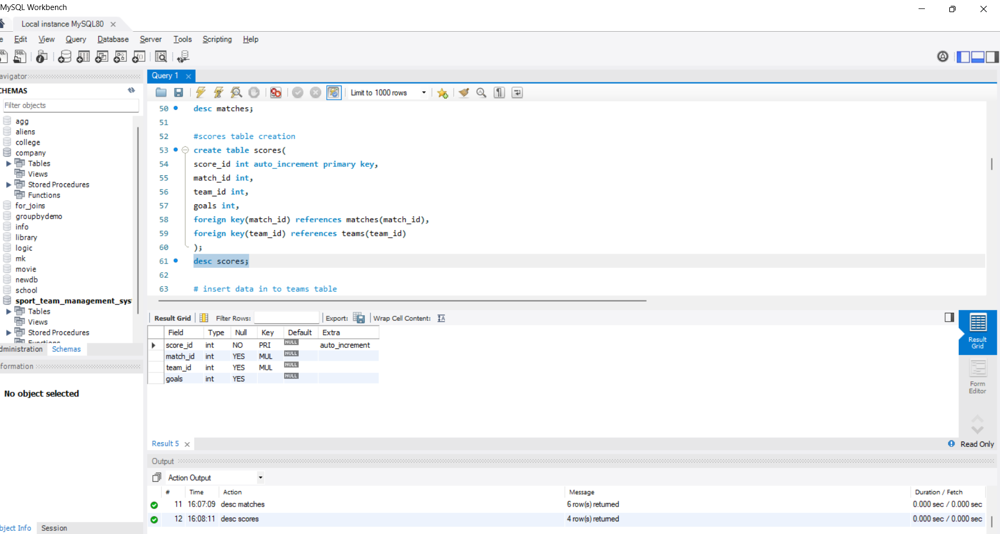 MySQL Workbench
Local instance MySQL80
e Edit View Query Database Server Tools Scripting Help
avigator
CHEMAS
Filter objects
agg
aliens
college
company
Tables
Views
Stored Procedures
Functions
for_joins
groupbydemo
info
library
logic
mk
movie
newdb
school
sport_team_management_sys
Tables
Views
Stored Procedures
Functions
dministration Schemas
formation
No object selected
bject Info Session
Query 1
Limit to 1000 rows
50 desc matches;
51
52 #scores table creation
53 create table scores(
54 score_id int auto_increment primary key,
55 match_id int,
56 team_id int,
57 goals int,
58 foreign key(match_id) references matches(match_id),
59 foreign key(team_id) references teams(team_id)
60 );
61 desc scores;
62
63 # insert data in to teams table
Result Grid Filter Rows: Export: Wrap Cell Content:
Field Type Null Key Default Extra
score_id int NO PRI NULL auto_increment
match_id int YES MUL NULL
team_id int YES MUL NULL
goals int YES NULL
Result
Grid
Form
Editor
Result 5
Read Only
Output
Action Output
# Time Action Message Duration / Fetch
11 16:07:09 desc matches 6 row(s) returned 0.000 sec / 0.000 sec
12 16:08:11 desc scores 4 row(s) returned 0.000 sec / 0.000 sec